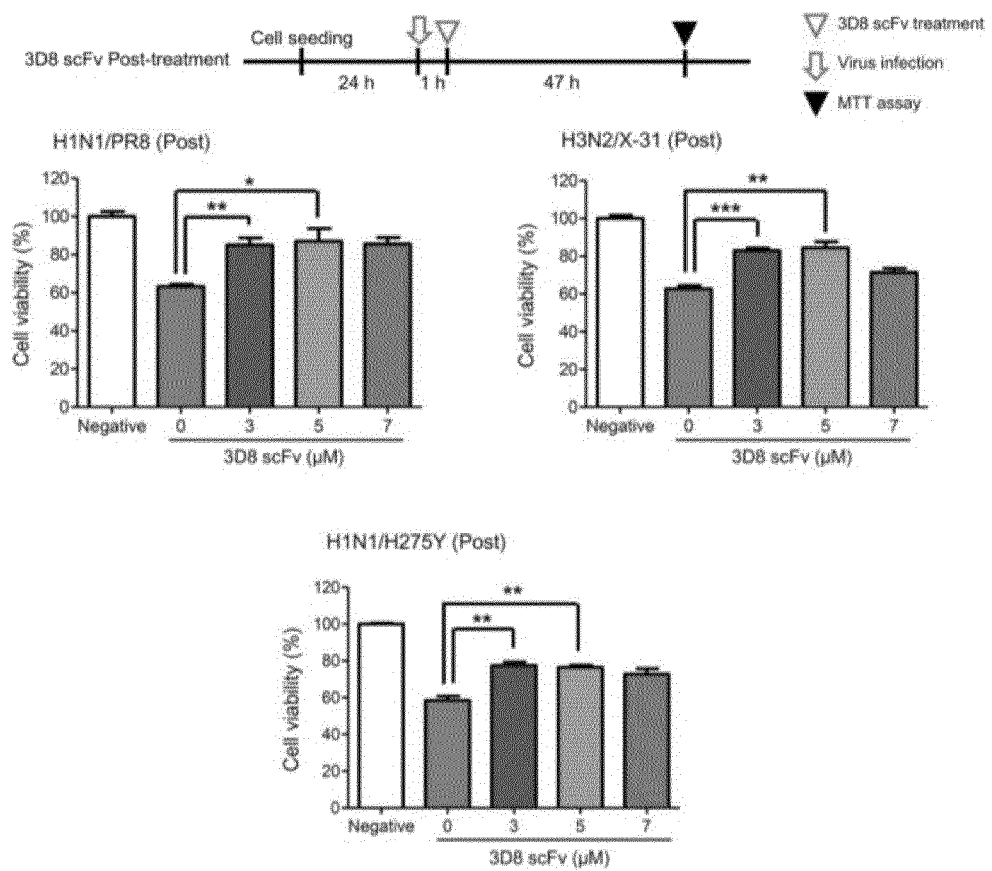 3D8 scFv treatment
Cell seeding
3D8 scFv Post-treatment
Virus infection
24 h
1 h
47 h
MTT assay
H1N1/PR8 (Post)
120
100
80
60
40
20
0
Cell viability (%)
*
**
Negative
0
3
5
7
3D8 scFv (μM)
H3N2/X-31 (Post)
120
100
80
60
40
20
0
Cell viability (%)
**
***
Negative
0
3
5
7
3D8 scFv (μM)
H1N1/H275Y (Post)
120
100
80
60
40
20
0
Cell viability (%)
**
**
Negative
0
3
5
7
3D8 scFv (μM)